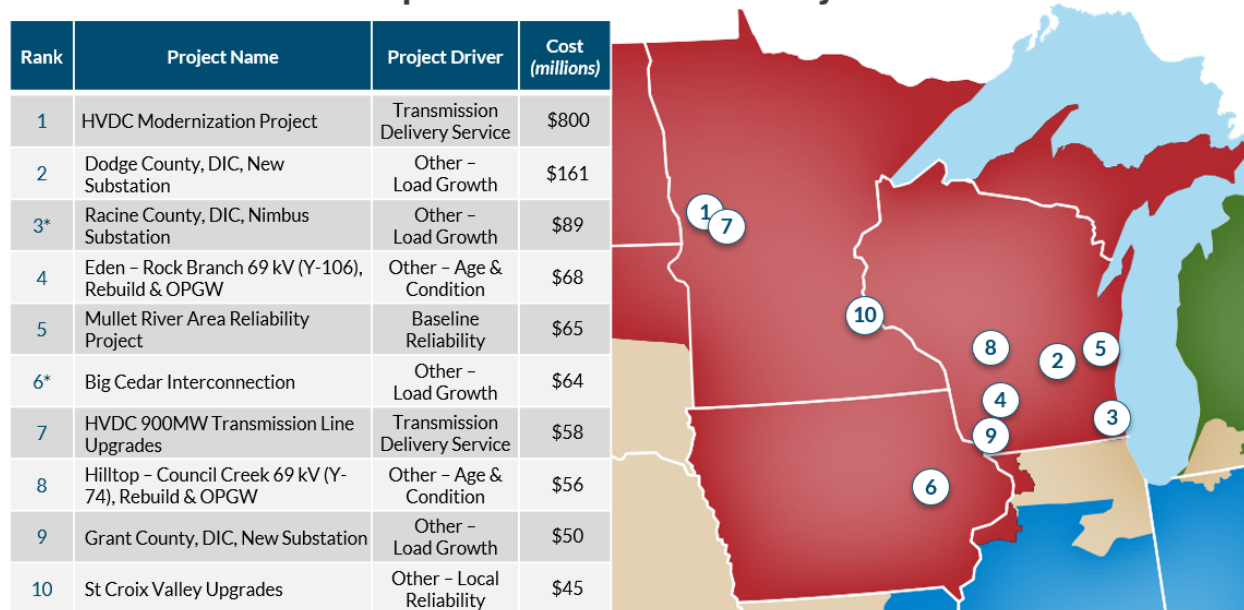 Rank Project Name Project Driver Cost
(millions)
1 HVDC Modernization Project Transmission
Delivery Service $800
2 Dodge County, DIC, New
Substation Other –
Load Growth $161
3* Racine County, DIC, Nimbus
Substation Other –
Load Growth $89
4 Eden – Rock Branch 69 kV (Y-106),
Rebuild & OPGW Other – Age &
Condition $68
5 Mullet River Area Reliability
Project Baseline
Reliability $65
6* Big Cedar Interconnection Other –
Load Growth $64
7 HVDC 900MW Transmission Line
Upgrades Transmission
Delivery Service $58
8 Hilltop – Council Creek 69 kV (Y-
74), Rebuild & OPGW Other – Age &
Condition $56
9 Grant County, DIC, New Substation Other –
Load Growth $50
10 St Croix Valley Upgrades Other – Local
Reliability $45
1
7
10
8
2
5
4
3
9
6